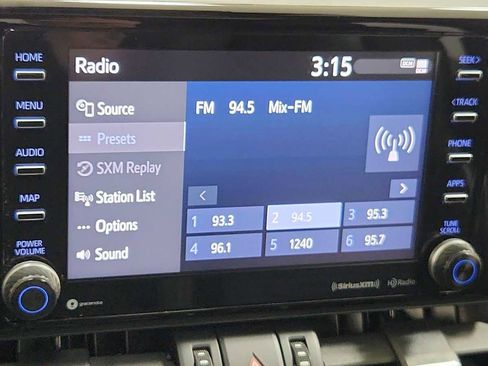 HOME
MENU
AUDIO
MAP
POWER
VOLUME
Radio
3:15
DCM
Source
Presets
SXM Replay
Station List
Options
Sound
FM 94.5 Mix-FM
<
>
1 93.3
2 94.5
3 95.3
4 96.1
5 1240
6 95.7
SEEK>
<TRACK
PHONE
APPS
TUNE
SCROLL
gracenote
SiriusXM
HD Radio